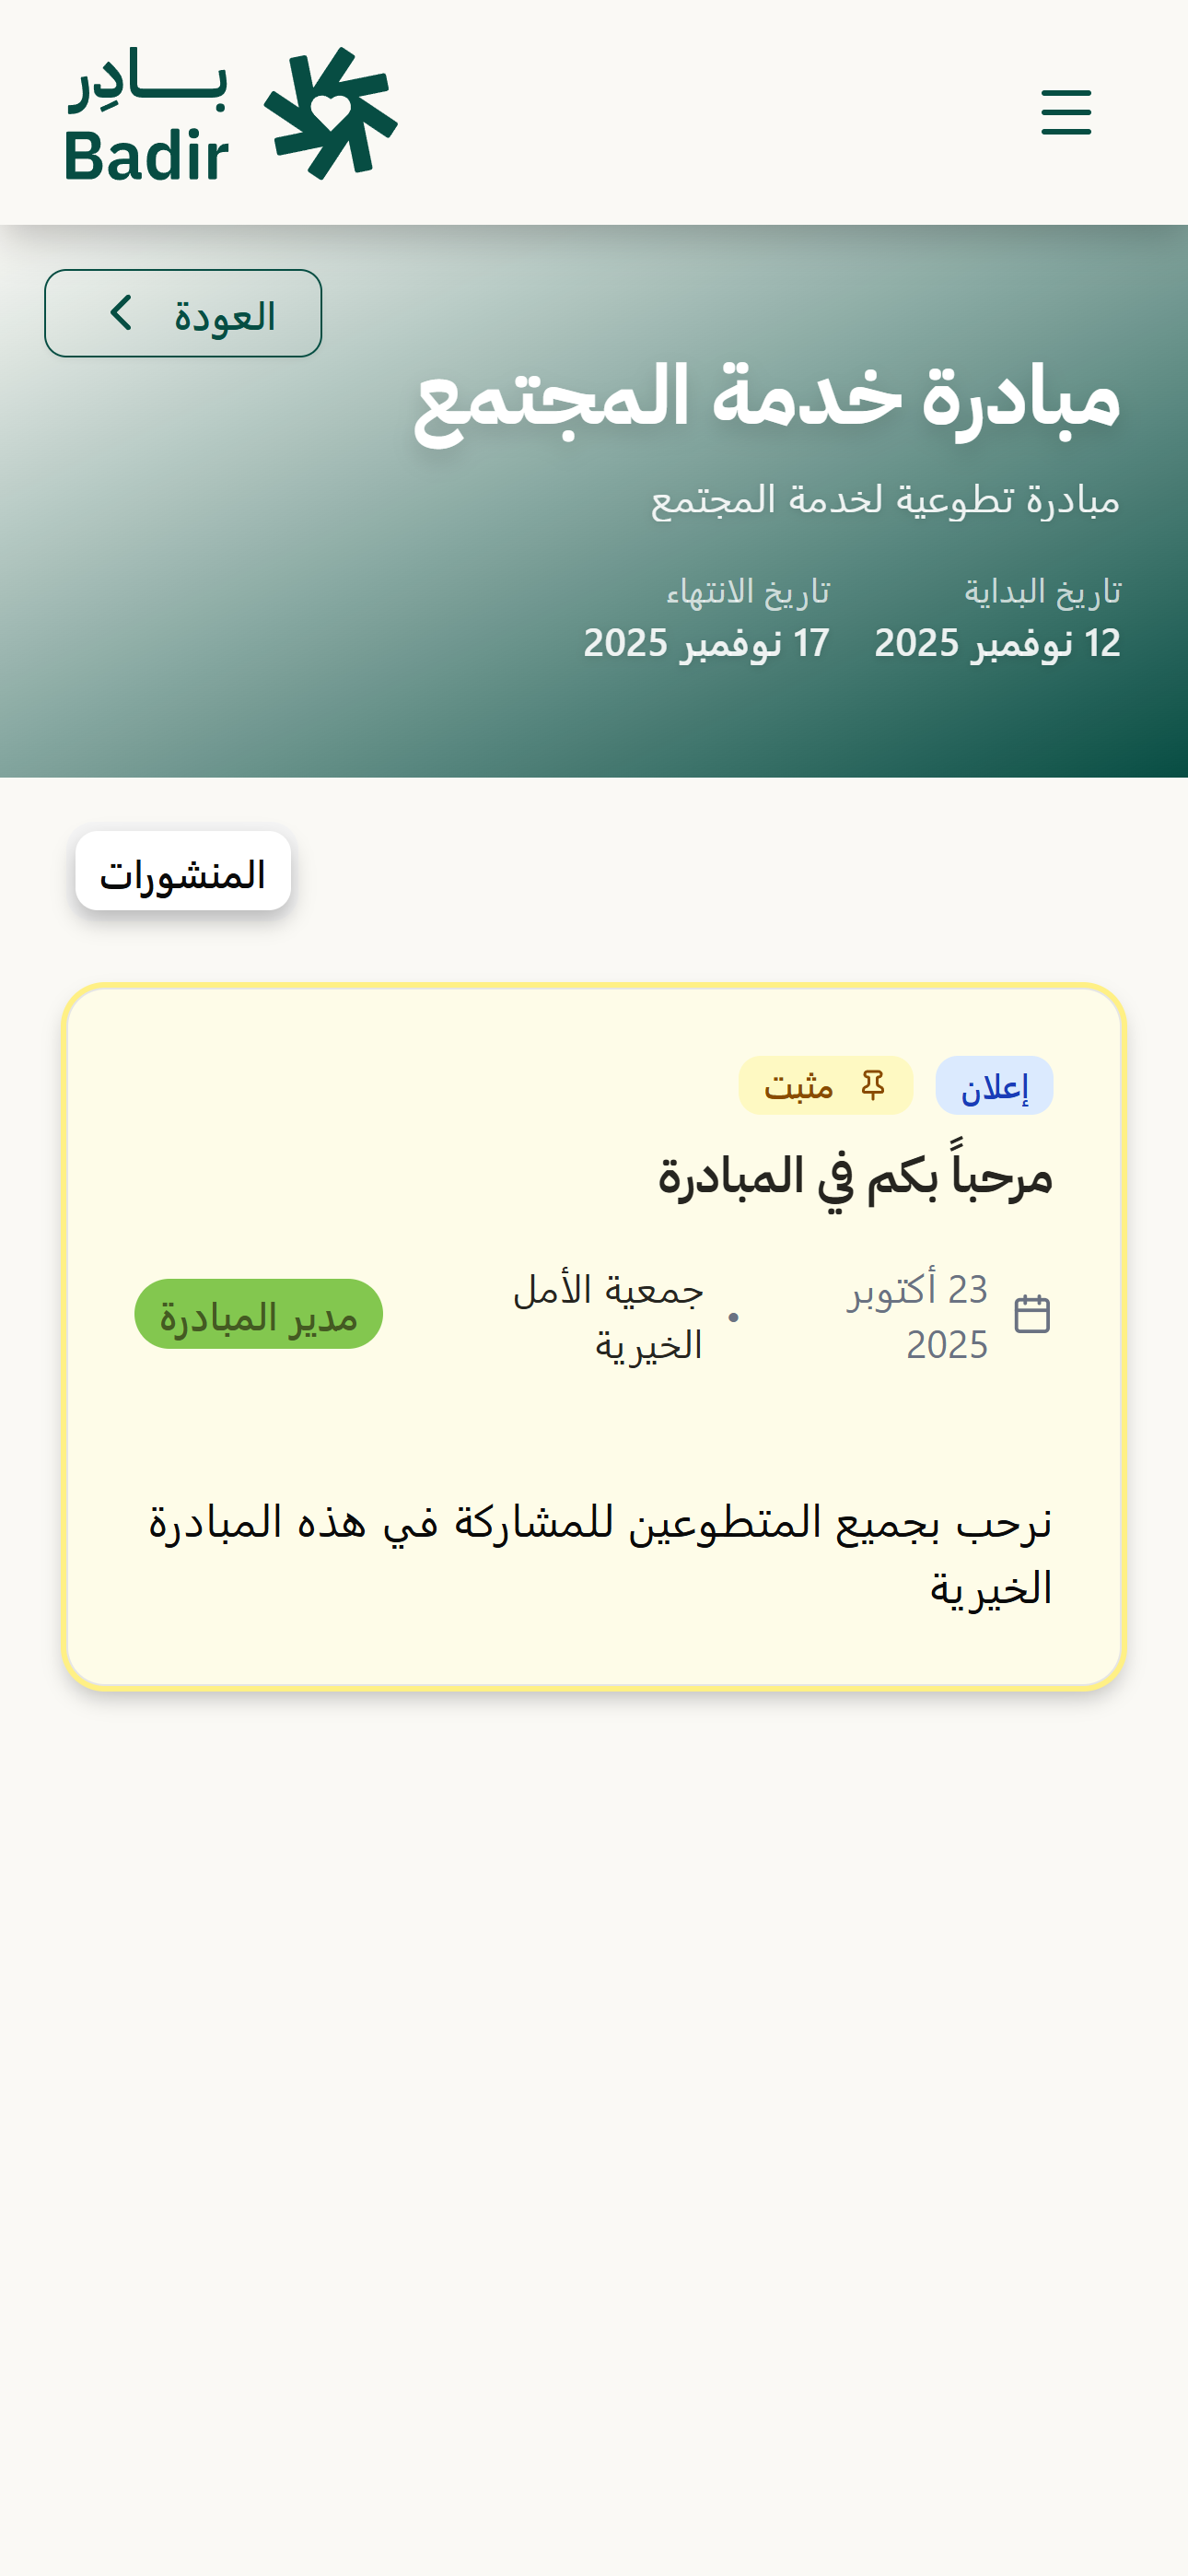 بـــادِر
Badir
العودة
مبادرة خدمة المجتمع
مبادرة تطوعية لخدمة المجتمع
تاريخ البداية
12 نوفمبر 2025
تاريخ الانتهاء
17 نوفمبر 2025
المنشورات
إعلان
مثبت
مرحباً بكم في المبادرة
23 أكتوبر
2025
•
جمعية الأمل
الخيرية
مدير المبادرة
نرحب بجميع المتطوعين للمشاركة في هذه المبادرة
الخيرية